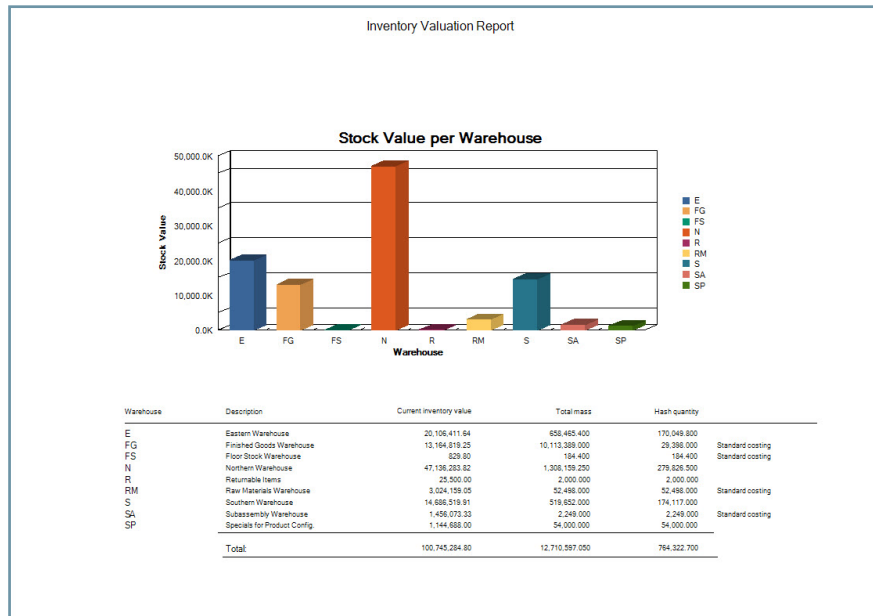 Inventory Valuation Report
Stock Value per Warehouse
50,000.0K
40,000.0K
30,000.0K
20,000.0K
10,000.0K
0.0K
Stock Value
E FG FS N R RM S SA SP
Warehouse
E
FG
FS
N
R
RM
S
SA
SP
Warehouse Description Current inventory value Total mass Hash quantity
E Eastern Warehouse 20,106,411.64 658,465.400 170,049.800
FG Finished Goods Warehouse 13,164,819.25 10,113,389.000 29,398.000 Standard costing
FS Floor Stock Warehouse 829.80 184.400 184.400 Standard costing
N Northern Warehouse 47,136,283.82 1,308,159.250 279,826.500
R Returnable Items 25,500.00 2,000.000 2,000.000
RM Raw Materials Warehouse 3,024,159.05 52,498.000 52,498.000 Standard costing
S Southern Warehouse 14,686,519.91 519,652.000 174,117.000
SA Subassembly Warehouse 1,456,073.33 2,249.000 2,249.000 Standard costing
SP Specials for Product Config. 1,144,688.00 54,000.000 54,000.000
Total: 100,745,284.80 12,710,597.050 764,322.700